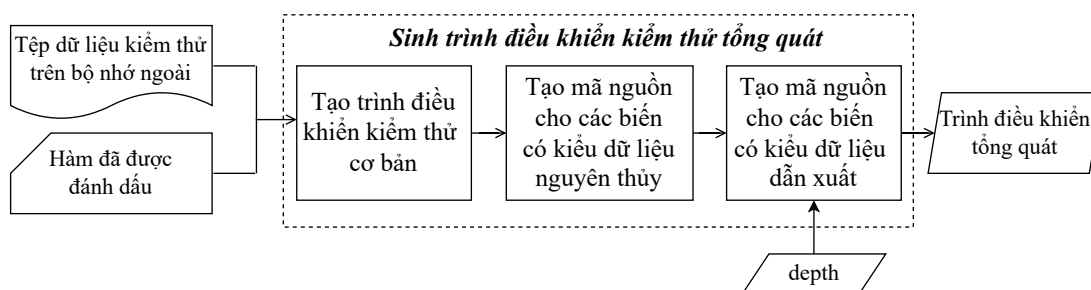 Sinh trình điều khiển kiểm thử tổng quát
Tệp dữ liệu kiểm thử
trên bộ nhớ ngoài
Hàm đã được
đánh dấu
Tạo trình điều
khiển kiểm thử
cơ bản
Tạo mã nguồn
cho các biến
có kiểu dữ liệu
nguyên thủy
Tạo mã nguồn
cho các biến
có kiểu dữ liệu
dẫn xuất
Trình điều khiển
tổng quát
depth